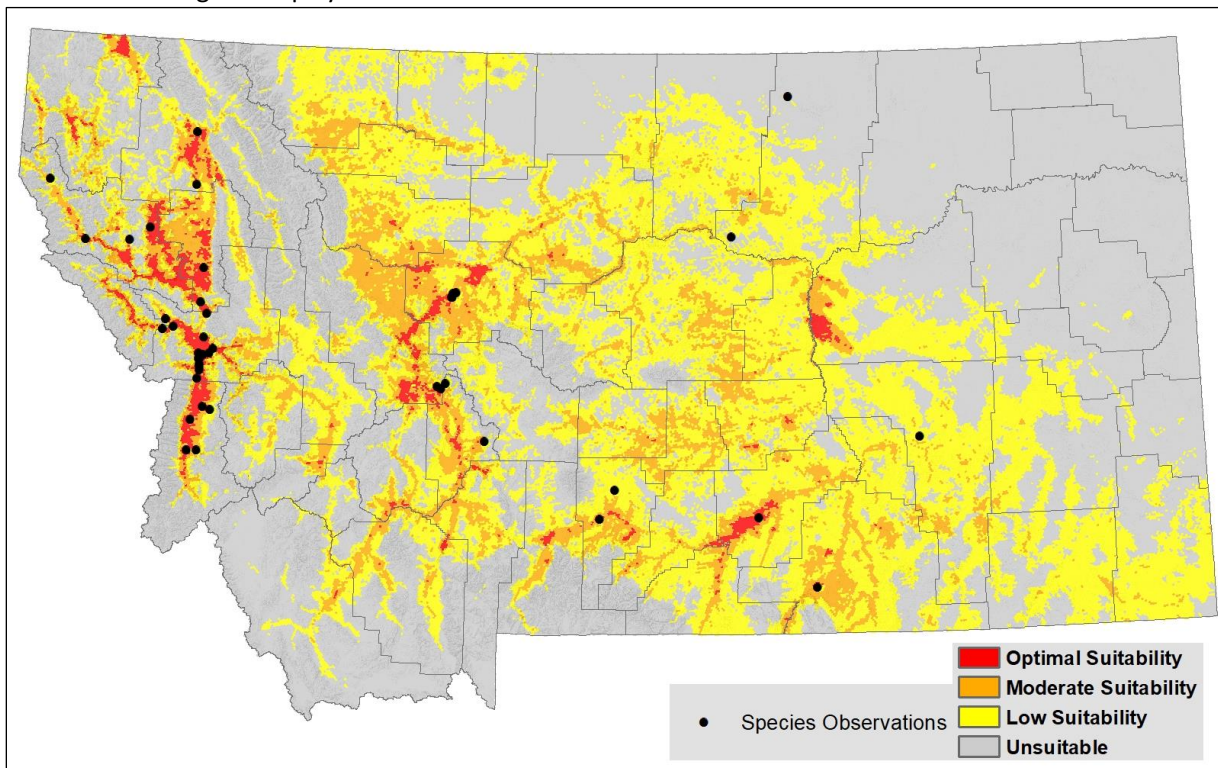 Optimal Suitability
Moderate Suitability
Species Observations
Low Suitability
Unsuitable